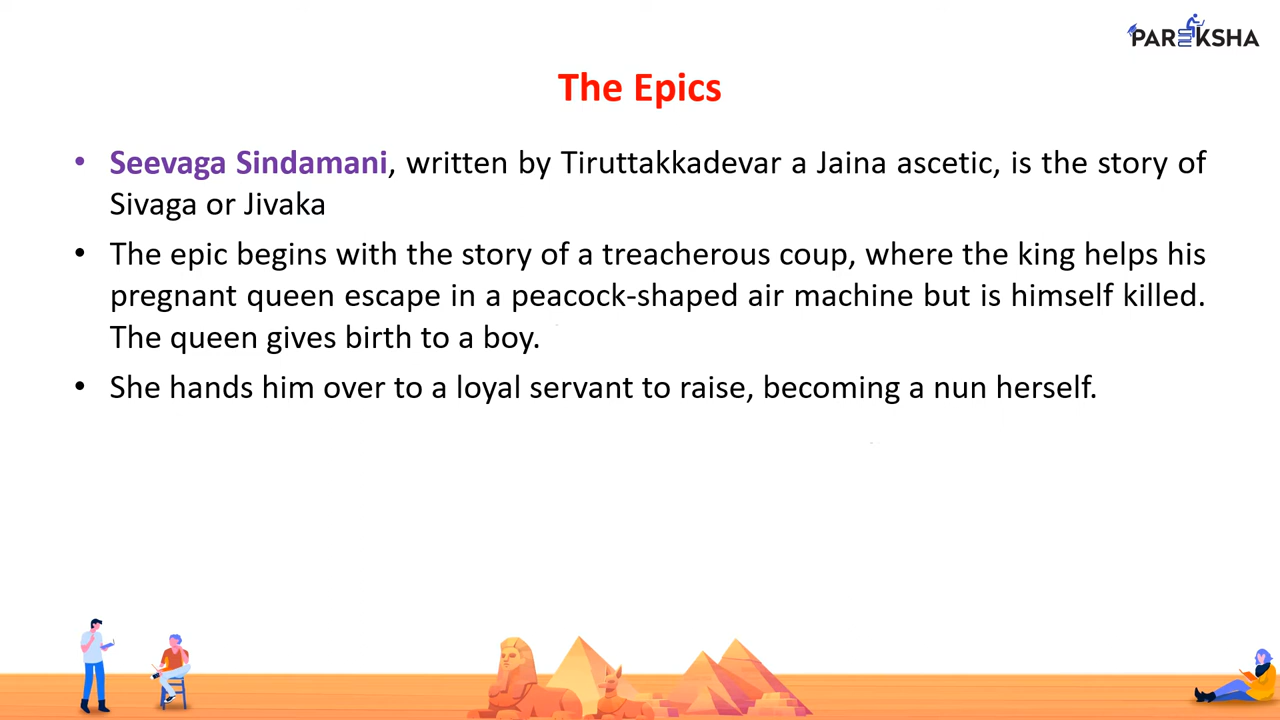 PAREKSHA
The Epics
• Seevaga Sindamani, written by Tiruttakkadevar a Jaina ascetic, is the story of
Sivaga or Jivaka
• The epic begins with the story of a treacherous coup, where the king helps his
pregnant queen escape in a peacock-shaped air machine but is himself killed.
The queen gives birth to a boy.
• She hands him over to a loyal servant to raise, becoming a nun herself.